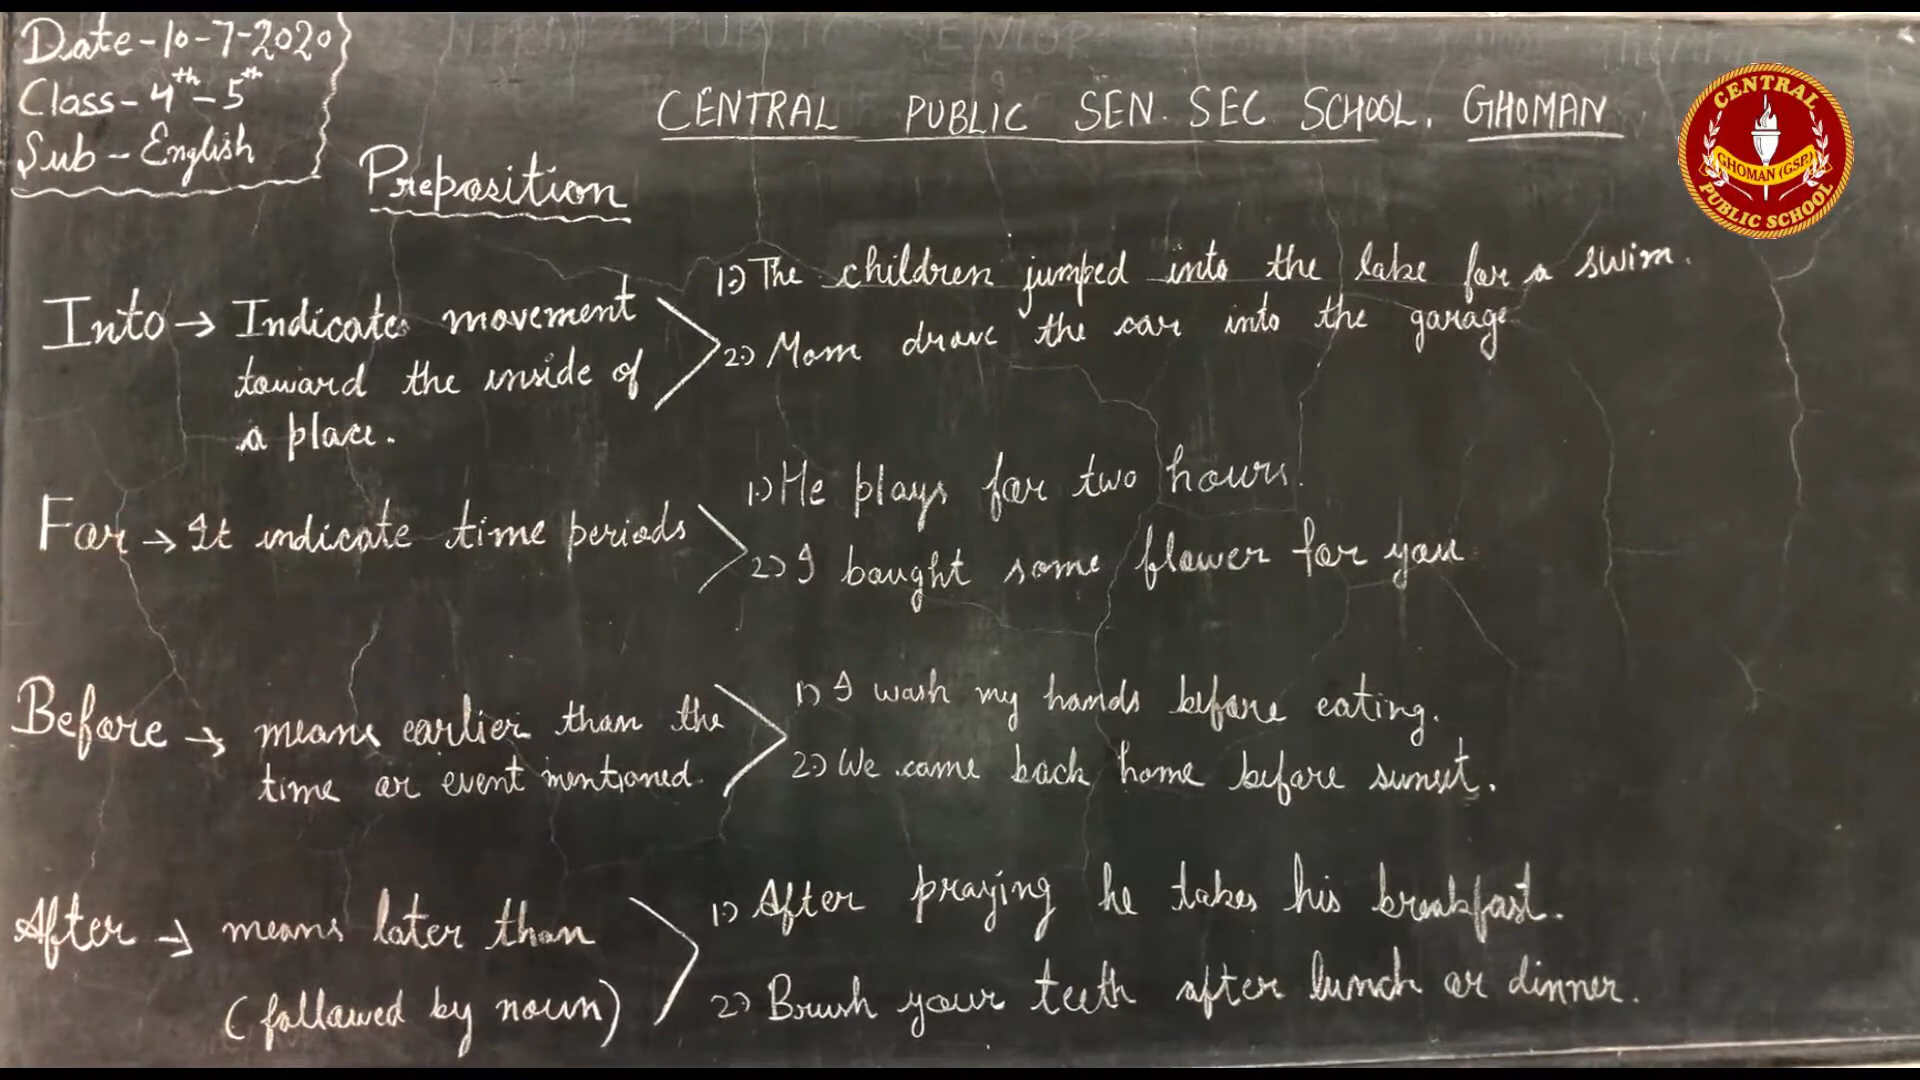 Date-10-7-2020
Class-4th-5th
Sub-English
CENTRAL PUBLIC SEN. SEC. SCHOOL. GHOMAN
CENTRAL
GHOMAN (GSP.)
PUBLIC SCHOOL
Preposition
Into → Indicates movement
toward the inside of
a place.
1.) The children jumped into the lake for a swim.
2.) Mom drove the car into the garage
For → It indicate time periods
1.) He plays for two hours.
2.) I bought some flower for you
Before → means earlier than the
time or event mentioned.
1.) I wash my hands before eating.
2.) We came back home before sunset.
After → means later than
(followed by noun)
1.) After praying he takes his breakfast.
2.) Brush your teeth after lunch or dinner.